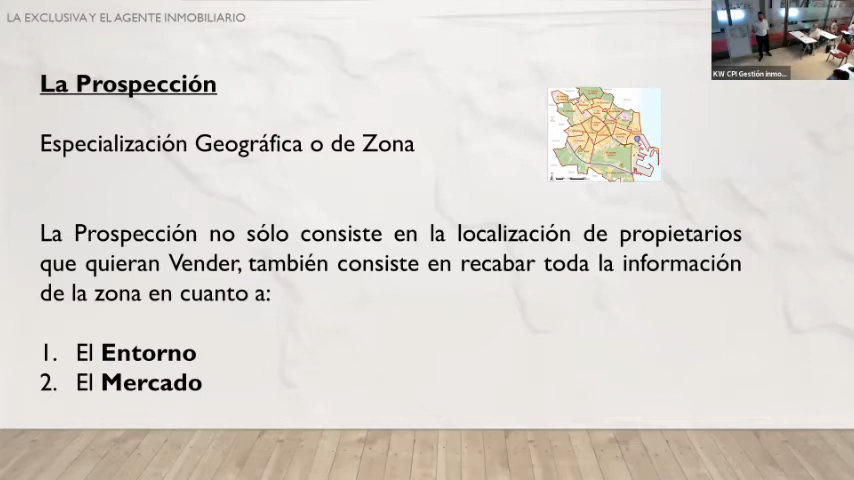 LA EXCLUSIVA Y EL AGENTE INMOBILIARIO
La Prospección
Especialización Geográfica o de Zona
La Prospección no sólo consiste en la localización de propietarios
que quieran Vender, también consiste en recabar toda la información
de la zona en cuanto a:
1. El Entorno
2. El Mercado
KW CPI Gestión inmo...